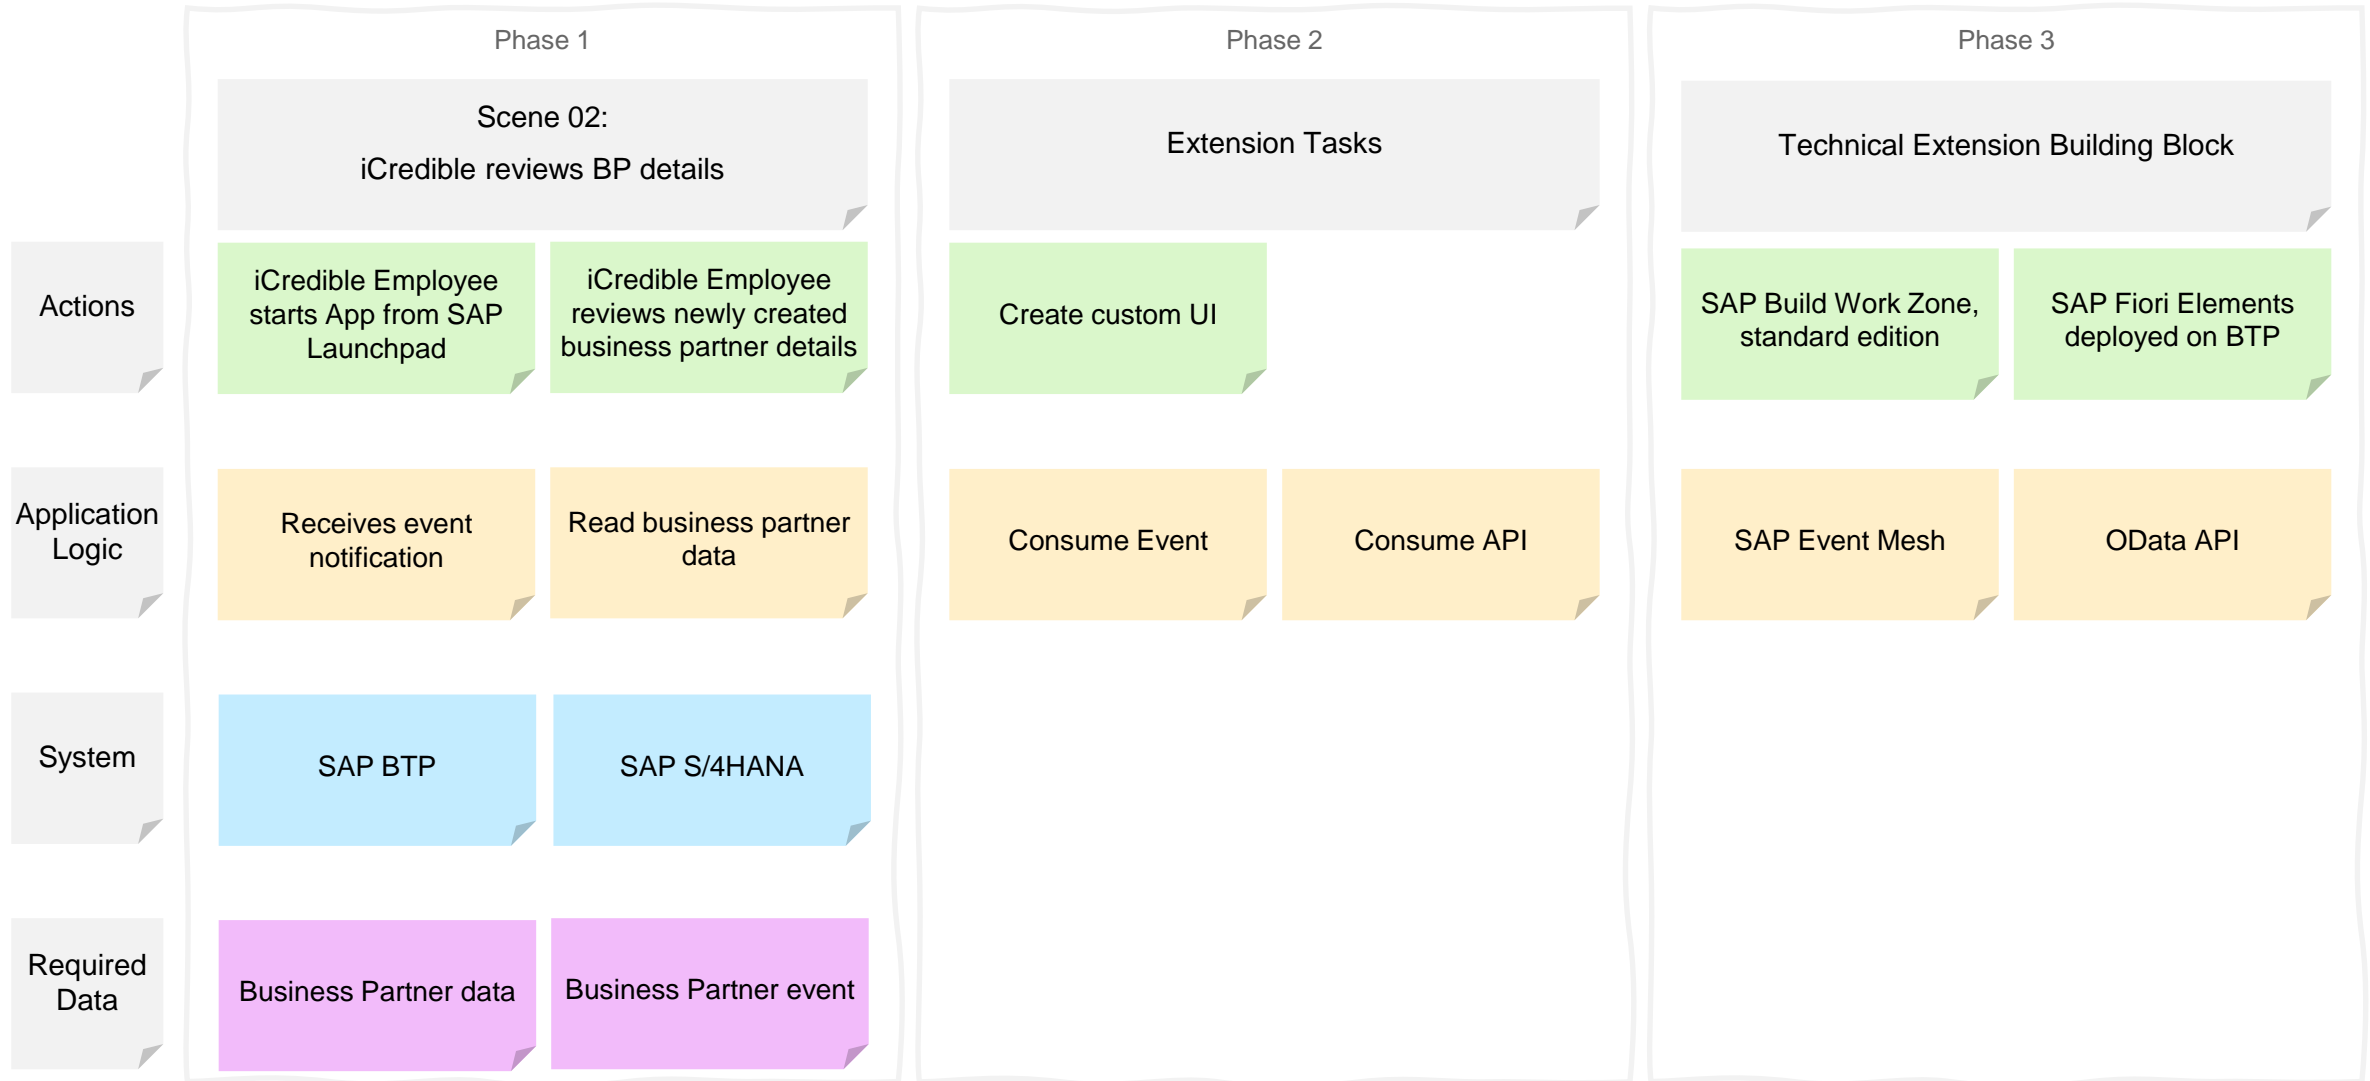 Phase 1
Phase 2
Phase 3
Scene 02:
iCredible reviews BP details
Extension Tasks
Technical Extension Building Block
Actions
iCredible Employee
starts App from SAP
Launchpad
iCredible Employee
reviews newly created
business partner details
Create custom UI
SAP Build Work Zone,
standard edition
SAP Fiori Elements
deployed on BTP
Application
Logic
Receives event
notification
Read business partner
data
Consume Event
Consume API
SAP Event Mesh
OData API
System
SAP BTP
SAP S/4HANA
Required
Data
Business Partner data
Business Partner event